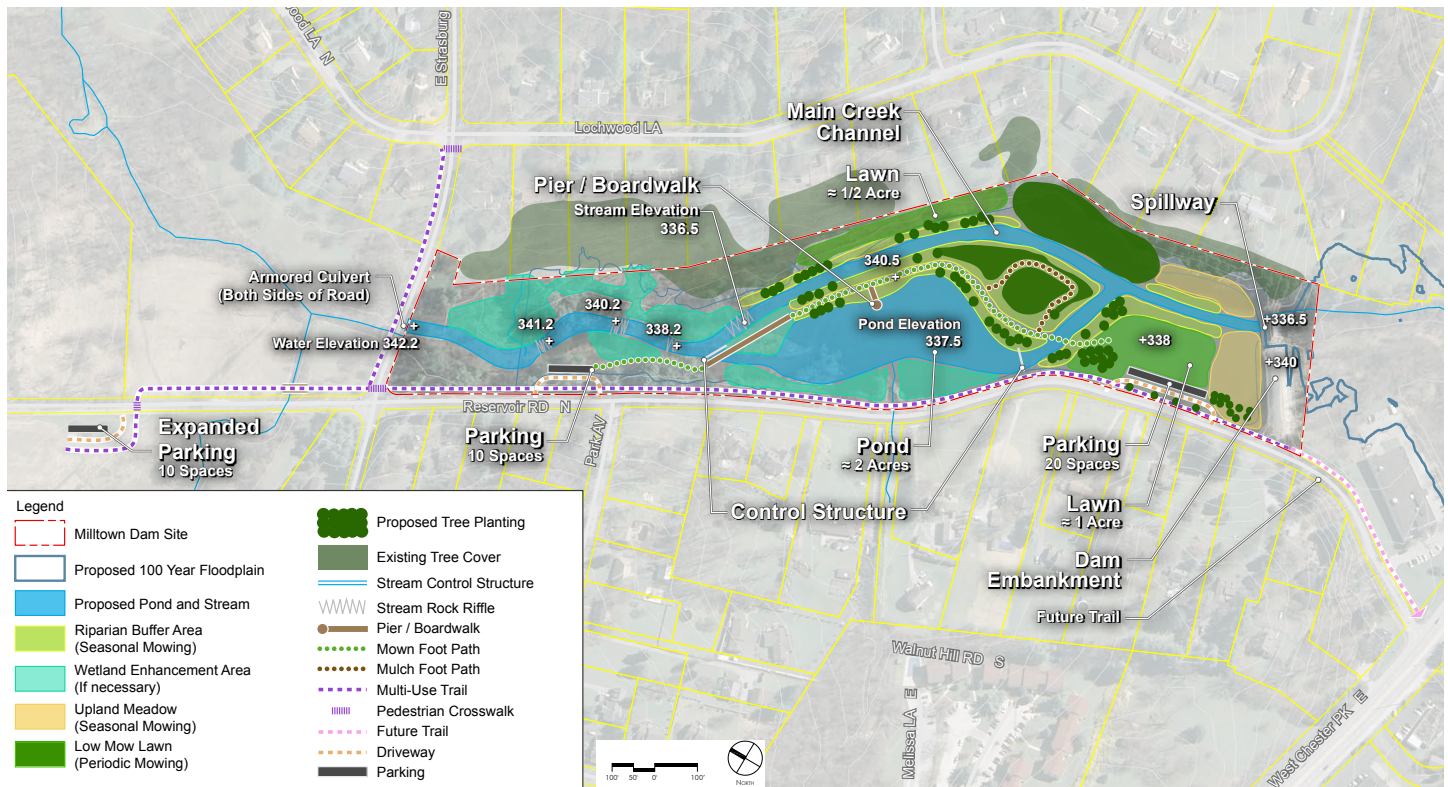 ood LA N
E Strasburg
Lochwood LA
Main Creek
Channel
Lawn
≈ 1/2 Acre
Pier / Boardwalk
Stream Elevation
336.5
Spillway
Armored Culvert
(Both Sides of Road)
340.5
340.2
341.2
338.2
Water Elevation 342.2
Pond Elevation
337.5
+336.5
+338
+340
Reservoir RD N
Expanded
Parking
10 Spaces
Parking
10 Spaces
Park AV
Pond
≈ 2 Acres
Parking
20 Spaces
Control Structure
Lawn
≈ 1 Acre
Dam
Embankment
Future Trail
Walnut Hill RD S
Melissa LA E
West Chester PK E
Legend
Milltown Dam Site
Proposed 100 Year Floodplain
Proposed Pond and Stream
Riparian Buffer Area
(Seasonal Mowing)
Wetland Enhancement Area
(If necessary)
Upland Meadow
(Seasonal Mowing)
Low Mow Lawn
(Periodic Mowing)
Proposed Tree Planting
Existing Tree Cover
Stream Control Structure
Stream Rock Riffle
Pier / Boardwalk
Mown Foot Path
Mulch Foot Path
Multi-Use Trail
Pedestrian Crosswalk
Future Trail
Driveway
Parking
100' 50' 0' 100'
NORTH